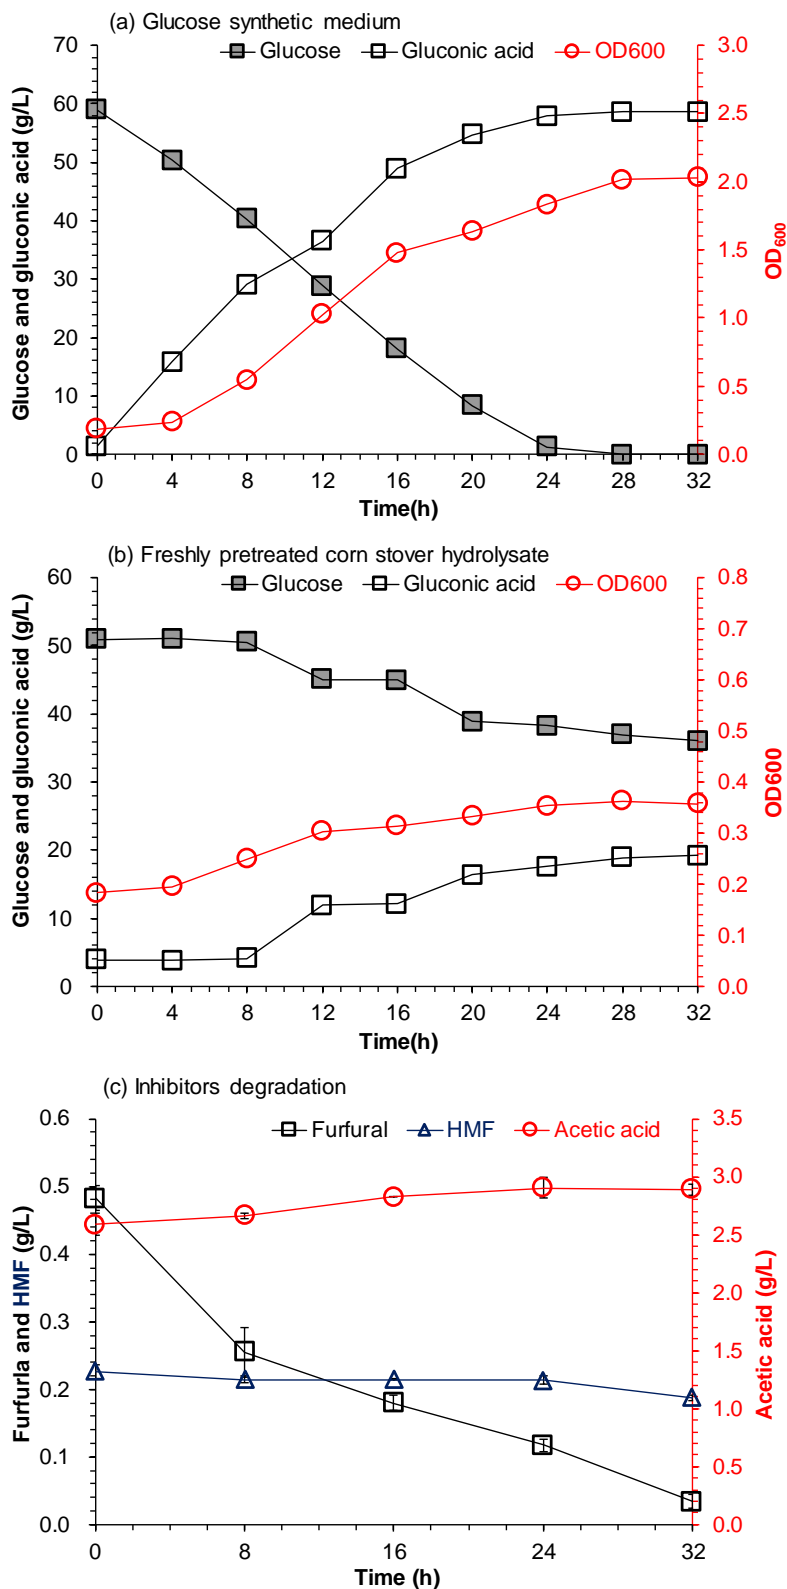 (a) Glucose synthetic medium
Glucose Gluconic acid OD600
70
60
50
40
30
20
10
0
Glucose and gluconic acid (g/L)
3.0
2.5
2.0
1.5
1.0
0.5
0.0
OD600
0 4 8 12 16 20 24 28 32
Time(h)
(b) Freshly pretreated corn stover hydrolysate
Glucose Gluconic acid OD600
60
50
40
30
20
10
0
Glucose and gluconic acid (g/L)
0.8
0.7
0.6
0.5
0.4
0.3
0.2
0.1
0.0
OD600
0 4 8 12 16 20 24 28 32
Time(h)
(c) Inhibitors degradation
Furfural HMF Acetic acid
0.6
0.5
0.4
0.3
0.2
0.1
0.0
Furfurla and HMF (g/L)
3.5
3.0
2.5
2.0
1.5
1.0
0.5
0.0
Acetic acid (g/L)
0 8 16 24 32
Time (h)